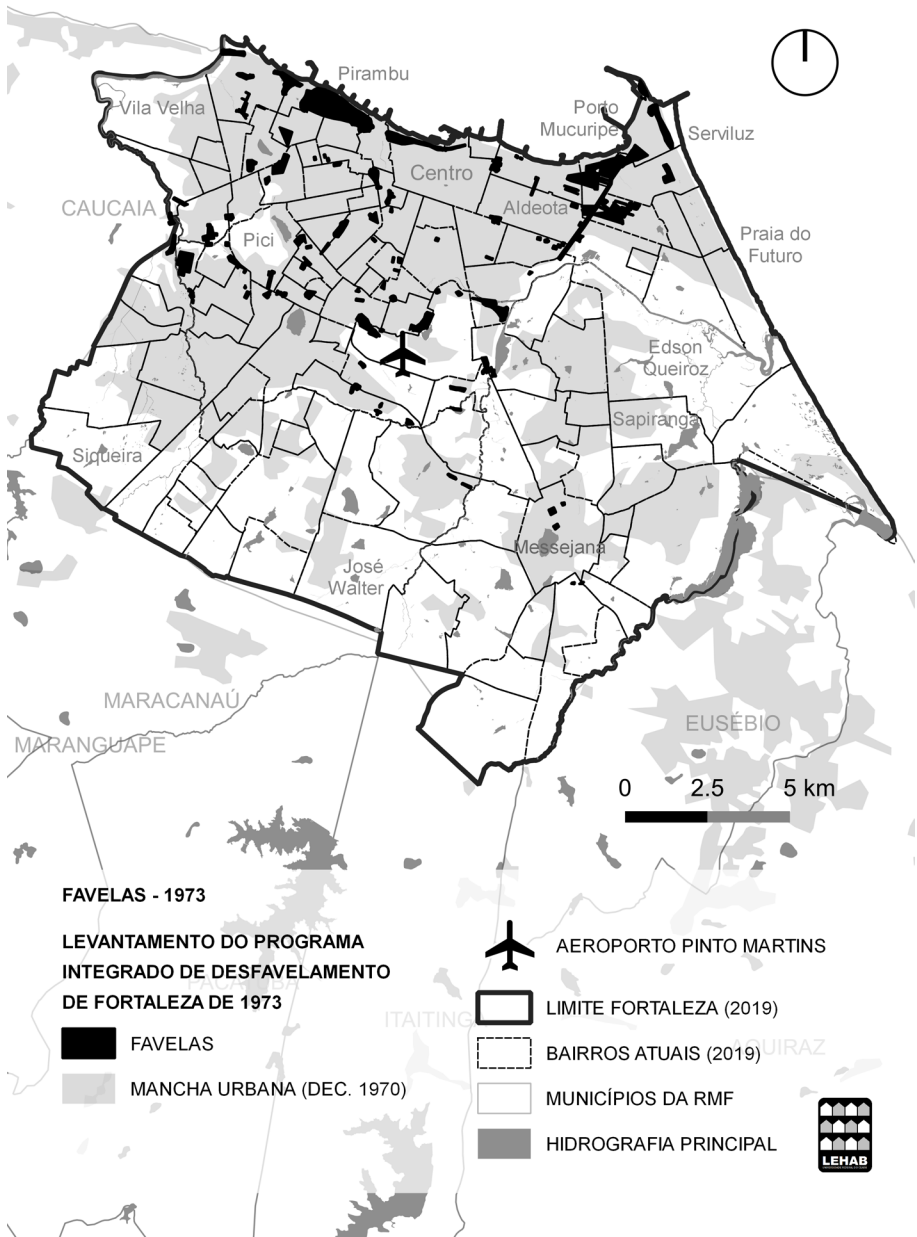 Pirambu
Vila Velha
Porto
Mucuripe
Serviluz
Centro
CAUCAIA
Aldeota
Pici
Praia do
Futuro
Edson
Queiroz
Sapiranga
Siqueira
Messejana
José
Walter
MARACANAÚ
MARANGUAPE
EUSÉBIO
0 2.5 5 km
FAVELAS - 1973
LEVANTAMENTO DO PROGRAMA
INTEGRADO DE DESFAVELAMENTO
DE FORTALEZA DE 1973
PACATUBA
FAVELAS
MANCHA URBANA (DEC. 1970)
AEROPORTO PINTO MARTINS
LIMITE FORTALEZA (2019)
ITAITING
BAIRROS ATUAIS (2019)
AQUIRAZ
MUNICÍPIOS DA RMF
HIDROGRAFIA PRINCIPAL
LEHAB